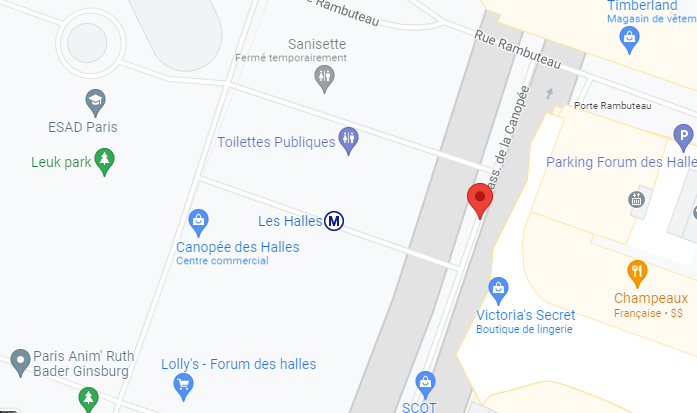 Rambuteau
Timberland
Magasin de vêtem
Rue Rambuteau
Sanisette
Fermé temporairement
Porte Rambuteau
ESAD Paris
Toilettes Publiques
ass. de la Canopée
Parking Forum des Halle
P
Leuk park
Les Halles M
Canopée des Halles
Centre commercial
Champeaux
Française • $$
Victoria's Secret
Boutique de lingerie
Paris Anim' Ruth
Bader Ginsburg
Lolly's - Forum des halles
SCOT